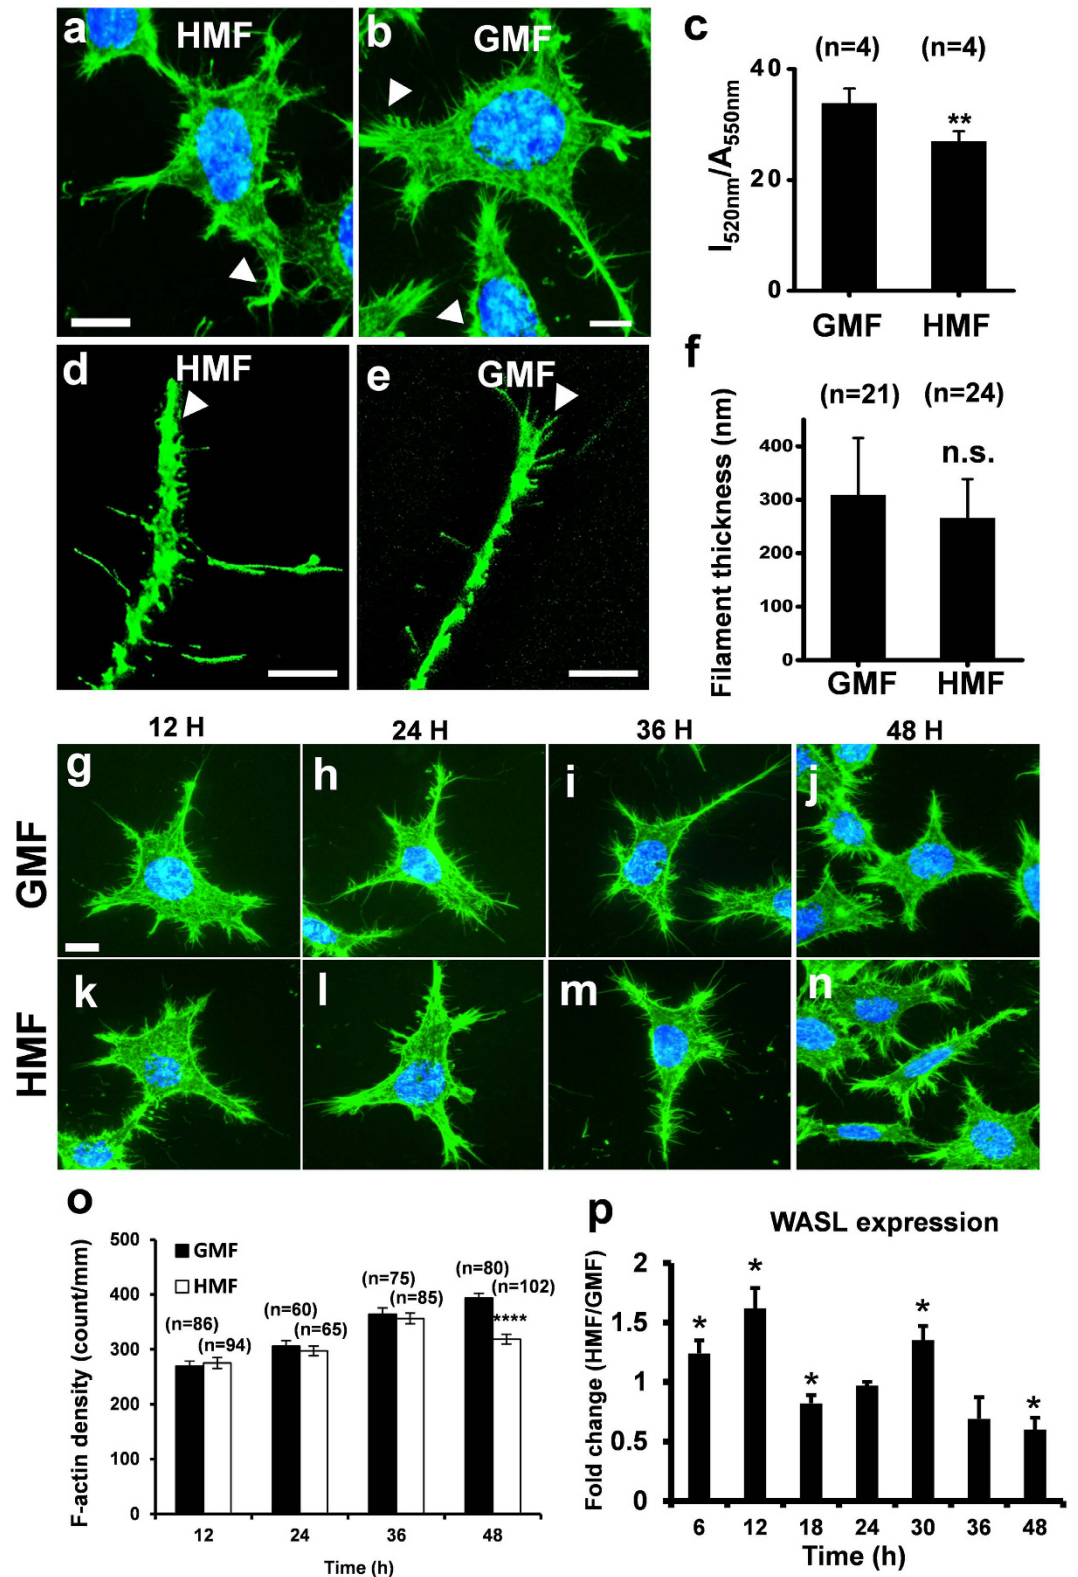 a HMF
b GMF
c
(n=4) (n=4)
I520nm/A550nm
40
20
0
**
GMF HMF
d HMF
e GMF
f
(n=21) (n=24)
Filament thickness (nm)
400
300
200
100
0
n.s.
GMF HMF
12 H 24 H 36 H 48 H
GMF
g h i j
HMF
k l m n
o
F-actin density (count/mm)
500
400
300
200
100
0
GMF
HMF
(n=86) (n=94) (n=60) (n=65) (n=75) (n=85) (n=80) (n=102)
****
12 24 36 48
Time (h)
p
WASL expression
Fold change (HMF/GMF)
2
1.5
1
0.5
0
* * * * *
6 12 18 24 30 36 48
Time (h)